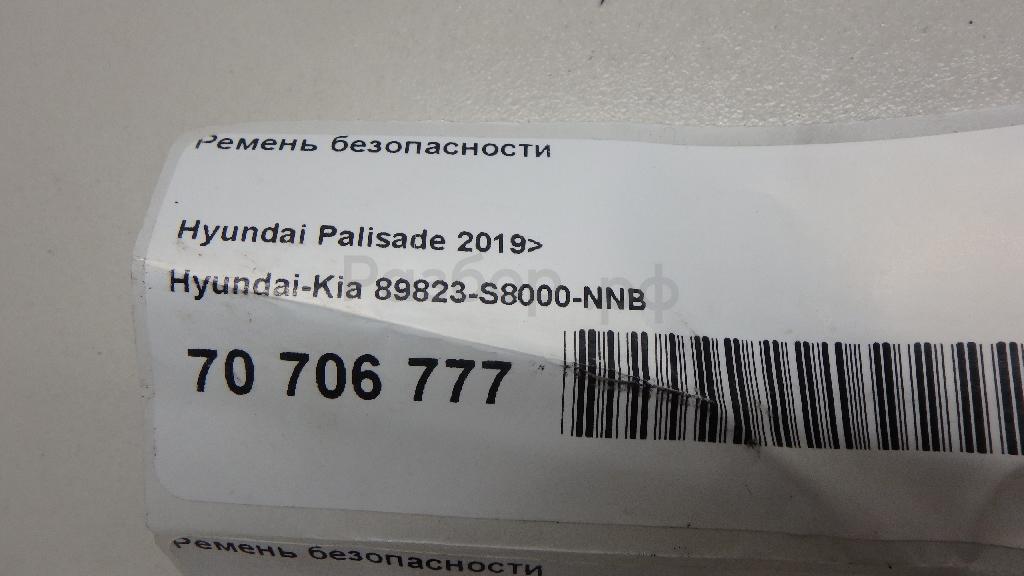 Ремень безопасности
Hyundai Palisade 2019>
Разбор.рф
Hyundai-Kia 89823-S8000-NNB
70 706 777
Ремень безопасности